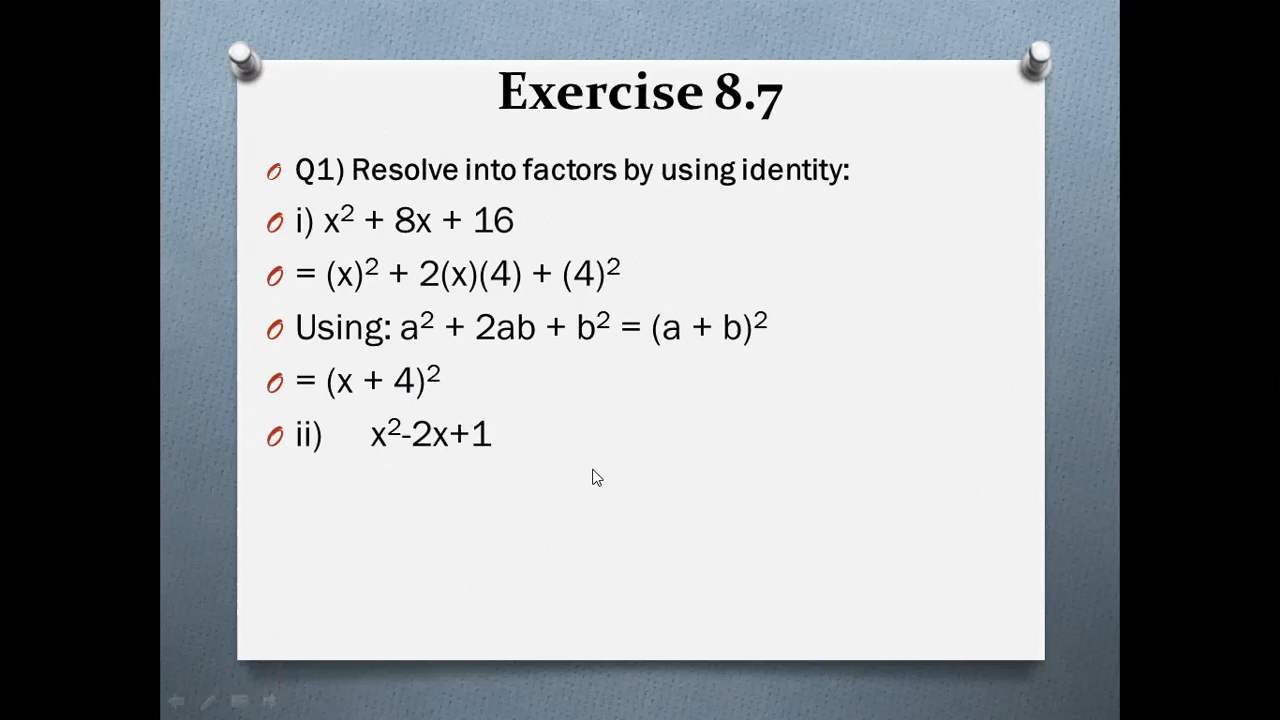 Exercise 8.7
Q1) Resolve into factors by using identity:
i) x² + 8x + 16
= (x)² + 2(x)(4) + (4)²
Using: a² + 2ab + b² = (a + b)²
= (x + 4)²
ii) x²-2x+1